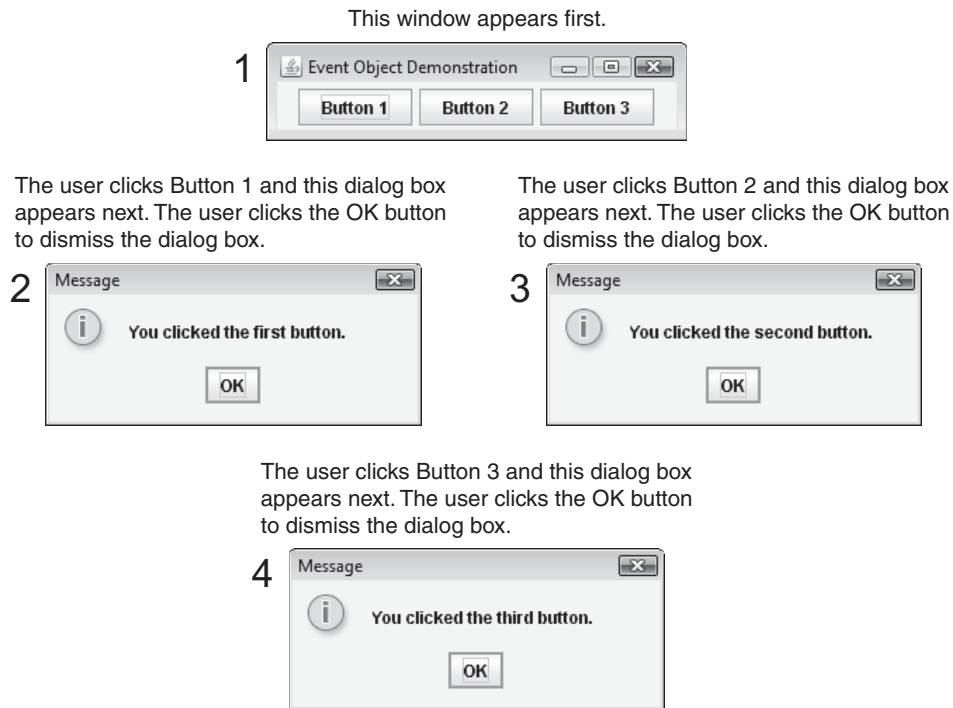 This window appears first.
1
Event Object Demonstration
Button 1 Button 2 Button 3
The user clicks Button 1 and this dialog box
appears next. The user clicks the OK button
to dismiss the dialog box.
2
Message
You clicked the first button.
OK
The user clicks Button 2 and this dialog box
appears next. The user clicks the OK button
to dismiss the dialog box.
3
Message
You clicked the second button.
OK
The user clicks Button 3 and this dialog box
appears next. The user clicks the OK button
to dismiss the dialog box.
4
Message
You clicked the third button.
OK